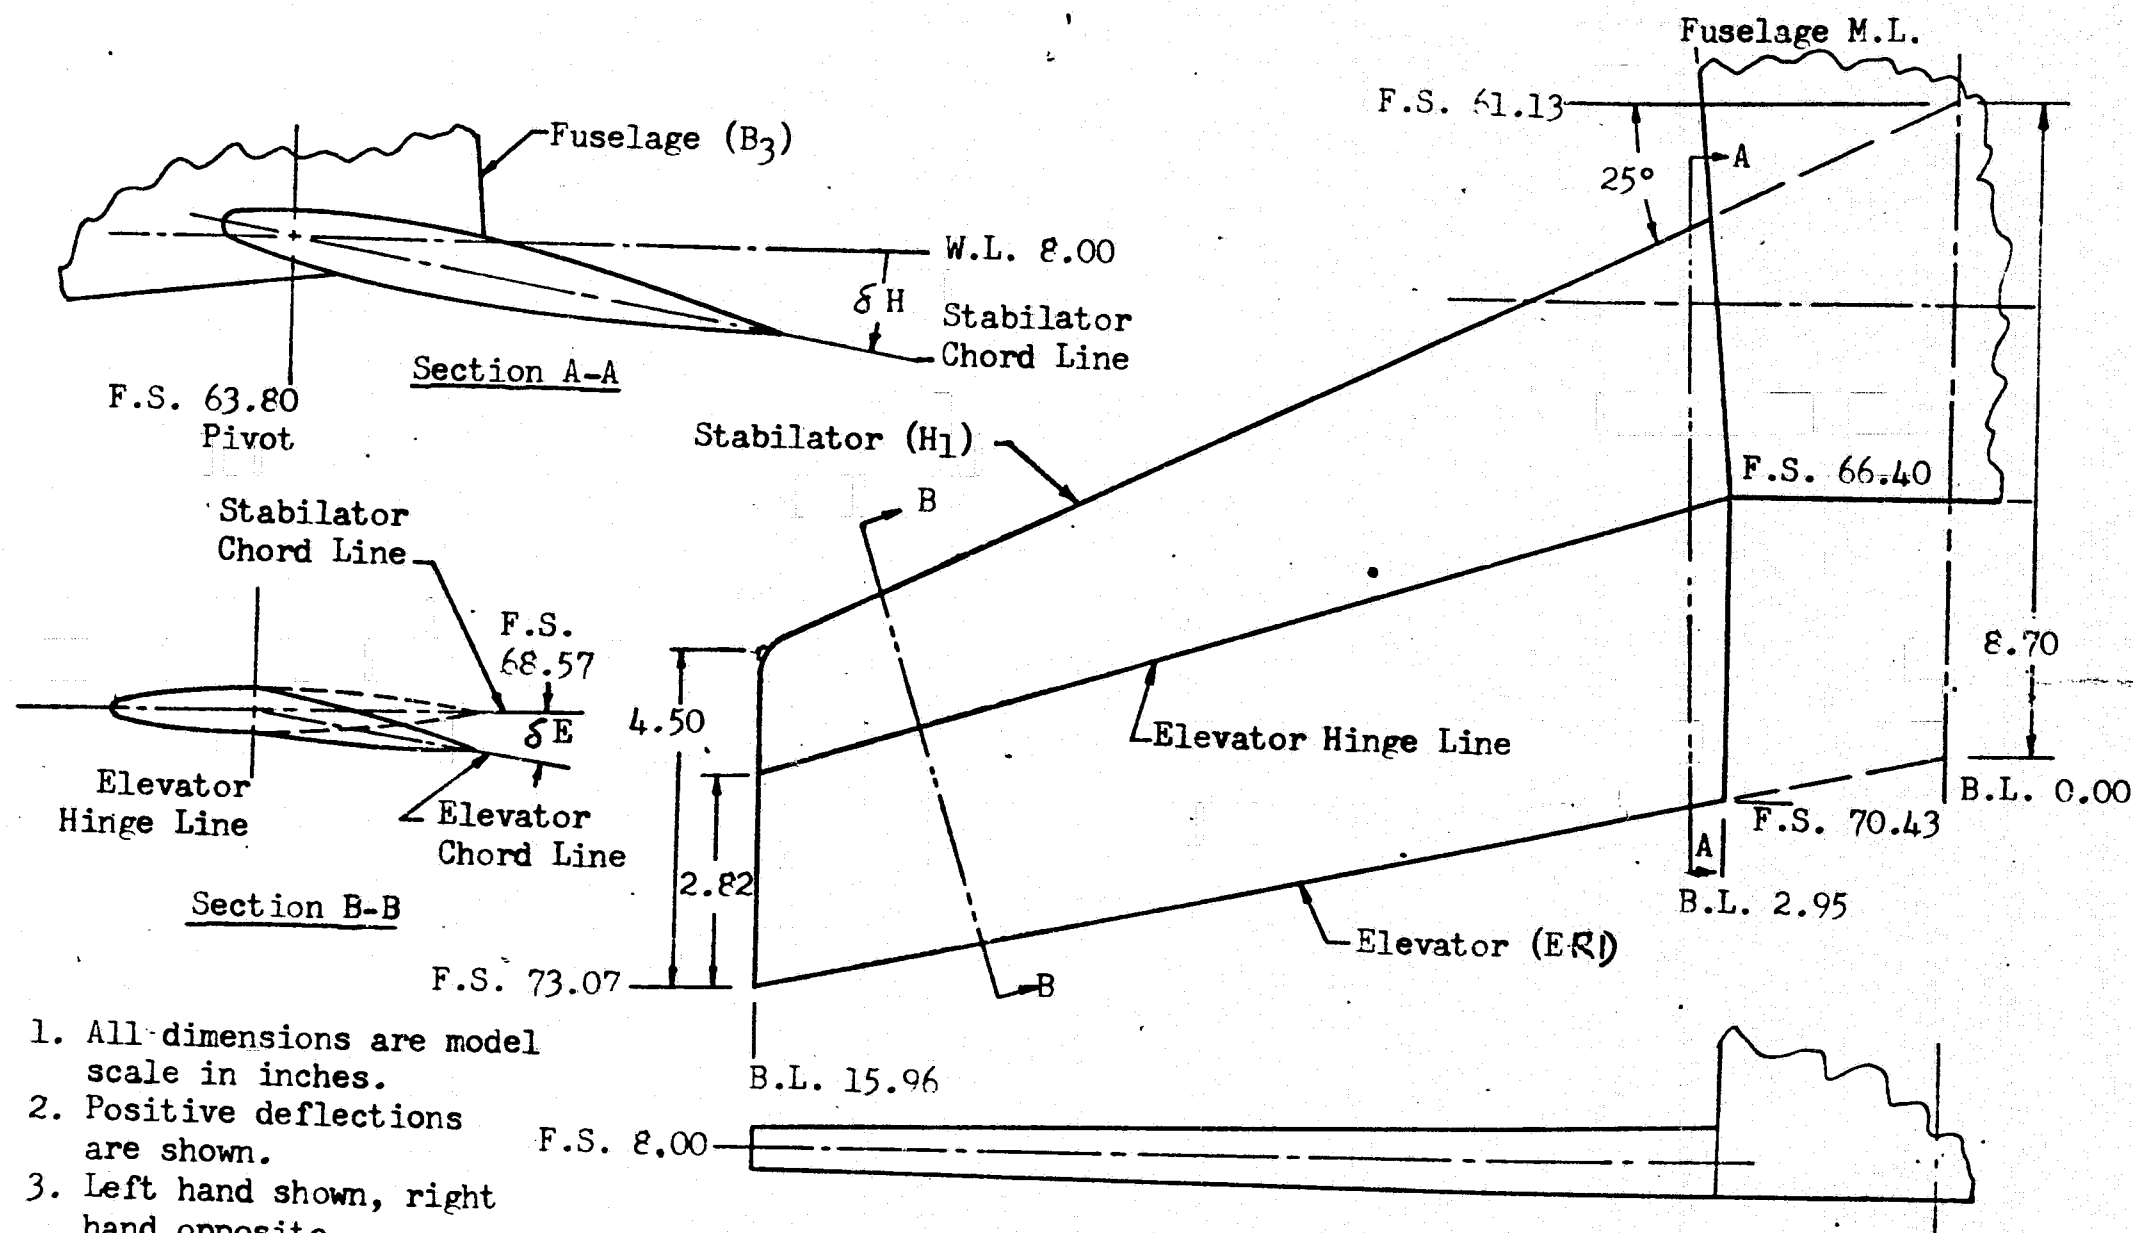 Fuselage M.L.
F.S. 61.13
A
25°
Fuselage (B3)
W.L. 8.00
δH
Stabilator
Chord Line
Section A-A
F.S. 63.80
Pivot
Stabilator (H1)
F.S. 66.40
B
Stabilator
Chord Line
F.S.
68.57
δE
4.50
8.70
Elevator Hinge Line
Elevator
Hinge Line
Elevator
Chord Line
B.L. 0.00
F.S. 70.43
A
2.82
B.L. 2.95
Section B-B
Elevator (ER1)
F.S. 73.07
B
1. All dimensions are model
scale in inches.
B.L. 15.96
2. Positive deflections
are shown.
F.S. 8.00
3. Left hand shown, right
hand opposite